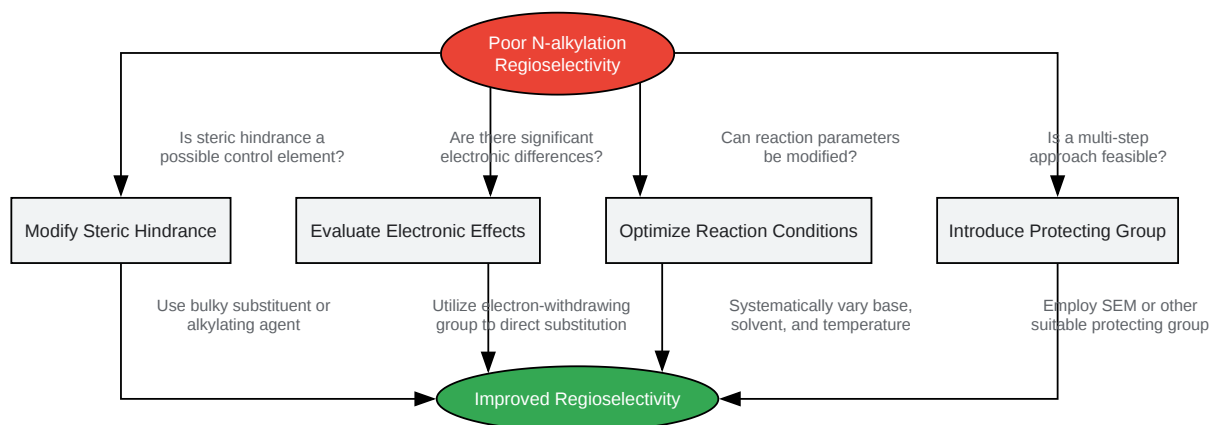 Poor N-alkylation
Regioselectivity
Is steric hindrance a
possible control element?
Are there significant
electronic differences?
Can reaction parameters
be modified?
Is a multi-step
approach feasible?
Modify Steric Hindrance
Evaluate Electronic Effects
Optimize Reaction Conditions
Introduce Protecting Group
Use bulky substituent or
alkylating agent
Utilize electron-withdrawing
group to direct substitution
Systematically vary base,
solvent, and temperature
Employ SEM or other
suitable protecting group
Improved Regioselectivity